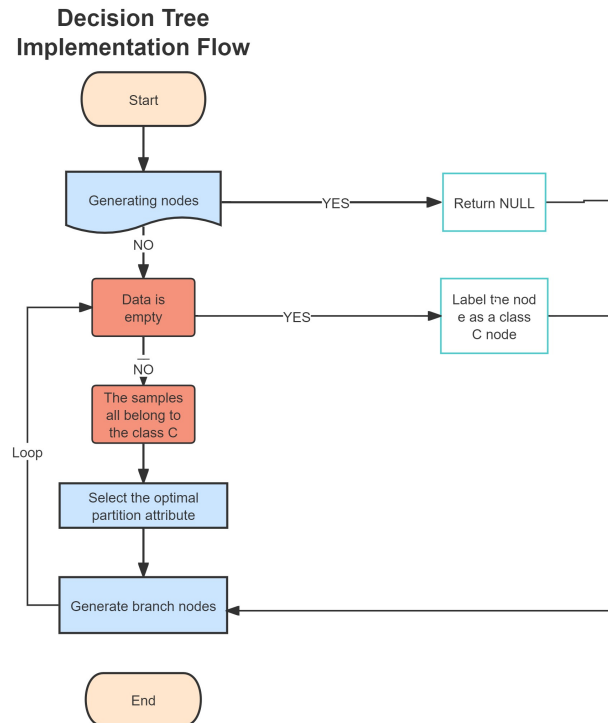 Decision Tree
Implementation Flow
Start
Generating nodes
YES
Return NULL
NO
Data is
empty
YES
Label the nod
e as a class
C node
NO
The samples
all belong to
the class C
Loop
Select the optimal
partition attribute
Generate branch nodes
End